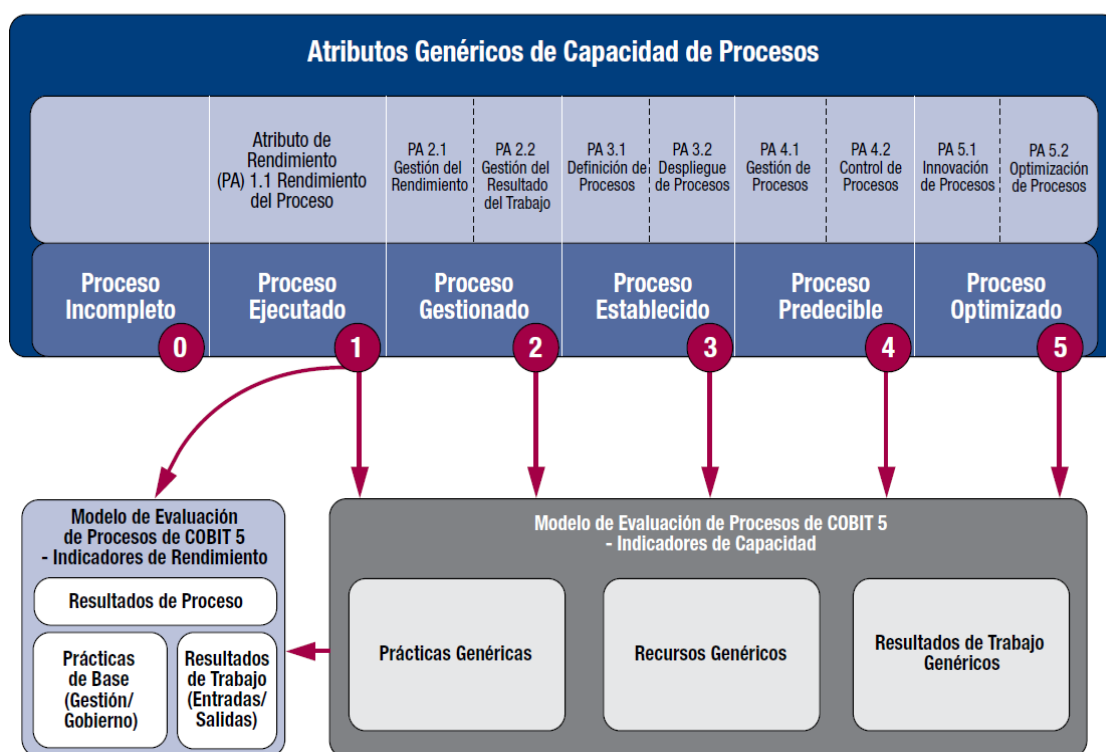 Atributos Genéricos de Capacidad de Procesos
Atributo de
Rendimiento
(PA) 1.1 Rendimiento
del Proceso
PA 2.1
Gestión del
Rendimiento
PA 2.2
Gestión del
Resultado
del Trabajo
PA 3.1
Definición de
Procesos
PA 3.2
Despliegue
de Procesos
PA 4.1
Gestión de
Procesos
PA 4.2
Control de
Procesos
PA 5.1
Innovación
de Procesos
PA 5.2
Optimización
de Procesos
Proceso
Incompleto
0
Proceso
Ejecutado
1
Proceso
Gestionado
2
Proceso
Establecido
3
Proceso
Predecible
4
Proceso
Optimizado
5
Modelo de Evaluación
de Procesos de COBIT 5
- Indicadores de Rendimiento
Resultados de Proceso
Prácticas
de Base
(Gestión/
Gobierno)
Resultados
de Trabajo
(Entradas/
Salidas)
Modelo de Evaluación de Procesos de COBIT 5
- Indicadores de Capacidad
Prácticas Genéricas
Recursos Genéricos
Resultados de Trabajo
Genéricos